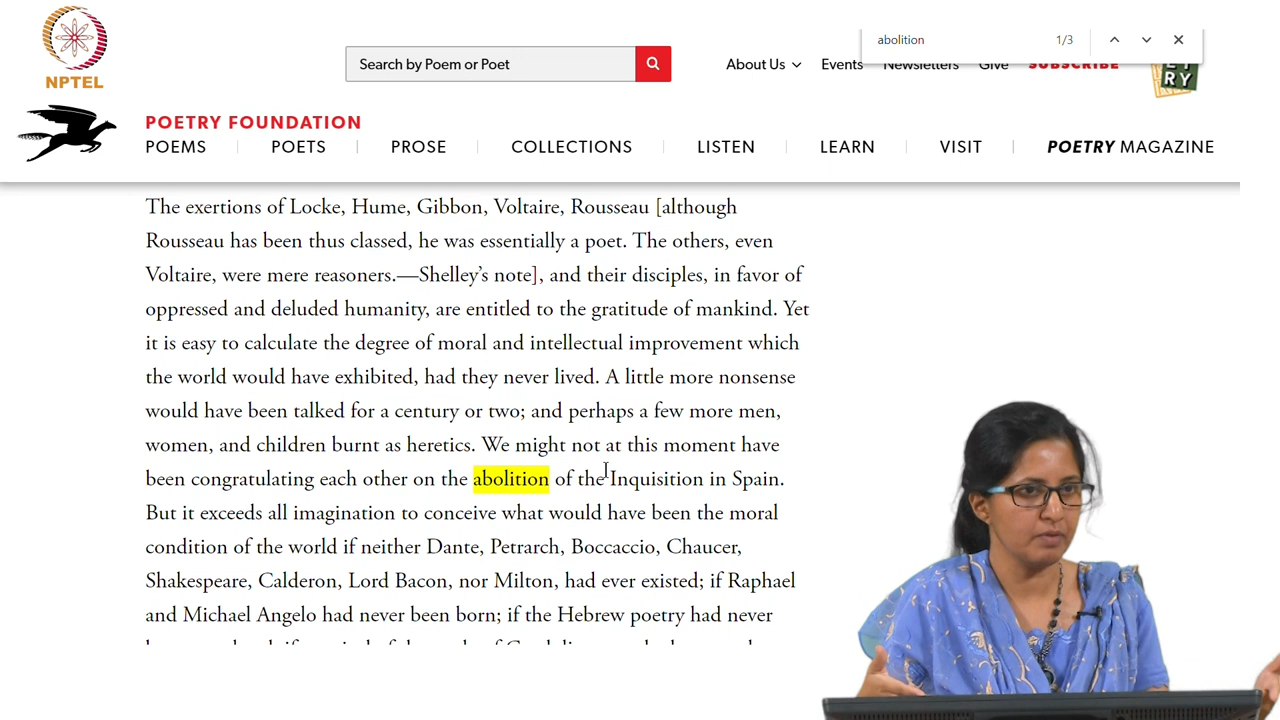 NPTEL
abolition 1/3
Search by Poem or Poet
About Us Events Newsletters Give SUBSCRIBE
RY
POETRY FOUNDATION
POEMS POETS PROSE COLLECTIONS LISTEN LEARN VISIT POETRY MAGAZINE
The exertions of Locke, Hume, Gibbon, Voltaire, Rousseau [although
Rousseau has been thus classed, he was essentially a poet. The others, even
Voltaire, were mere reasoners.—Shelley’s note], and their disciples, in favor of
oppressed and deluded humanity, are entitled to the gratitude of mankind. Yet
it is easy to calculate the degree of moral and intellectual improvement which
the world would have exhibited, had they never lived. A little more nonsense
would have been talked for a century or two; and perhaps a few more men,
women, and children burnt as heretics. We might not at this moment have
been congratulating each other on the abolition of the Inquisition in Spain.
But it exceeds all imagination to conceive what would have been the moral
condition of the world if neither Dante, Petrarch, Boccaccio, Chaucer,
Shakespeare, Calderon, Lord Bacon, nor Milton, had ever existed; if Raphael
and Michael Angelo had never been born; if the Hebrew poetry had never